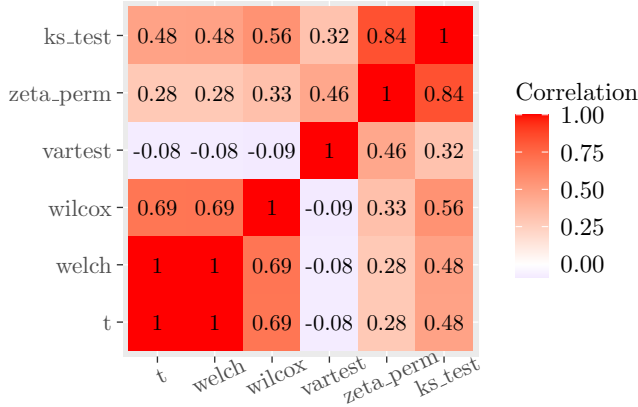 ks_test 0.48 0.48 0.56 0.32 0.84 1
zeta_perm 0.28 0.28 0.33 0.46 1 0.84
vartest -0.08 -0.08 -0.09 1 0.46 0.32
wilcox 0.69 0.69 1 -0.09 0.33 0.56
welch 1 1 0.69 -0.08 0.28 0.48
t 1 1 0.69 -0.08 0.28 0.48
t welch wilcox vartest zeta_perm ks_test
Correlation
1.00
0.75
0.50
0.25
0.00